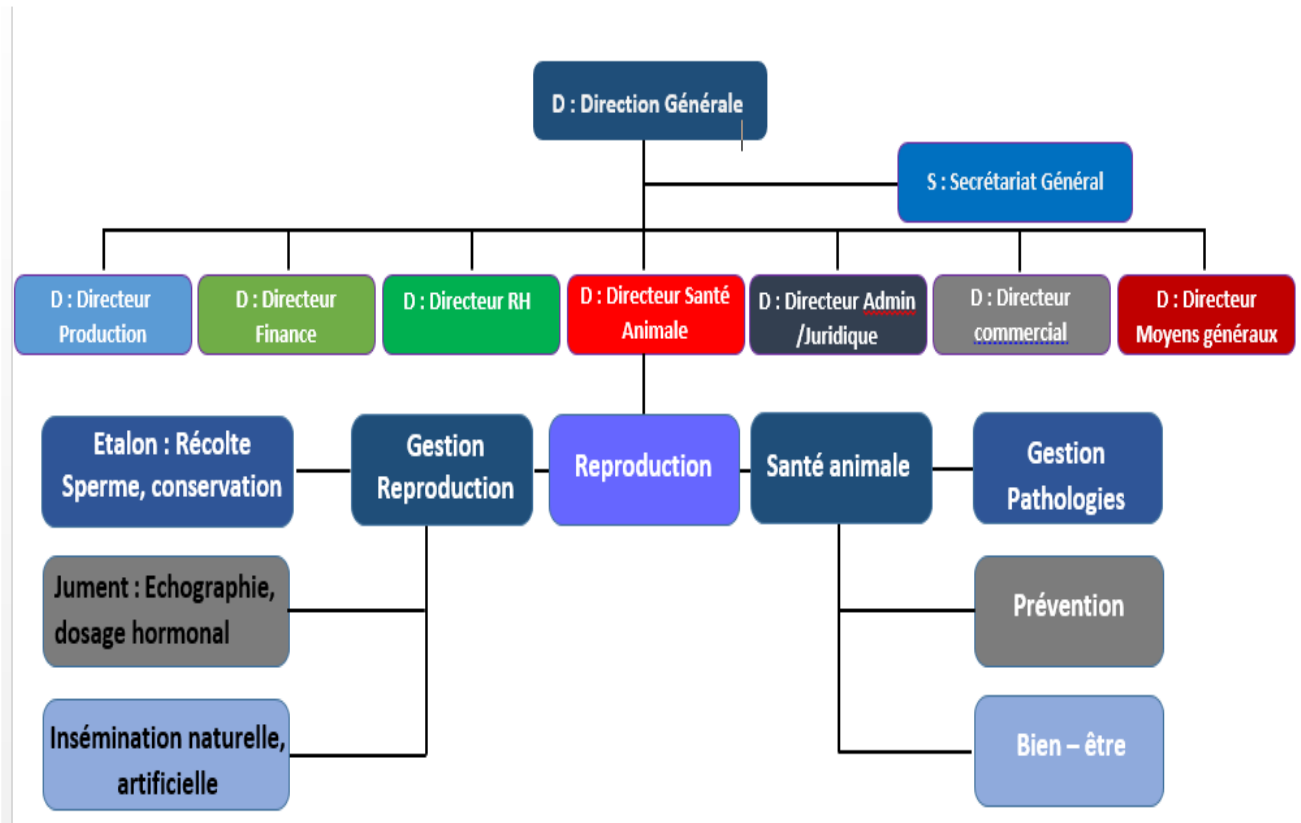 D : Direction Générale
S : Secrétariat Général
D : Directeur
Production
D : Directeur
Finance
D : Directeur RH
D : Directeur Santé
Animale
D : Directeur Admin
/Juridique
D : Directeur
commercial
D : Directeur
Moyens généraux
Etalon : Récolte
Sperme, conservation
Gestion
Reproduction
Reproduction
Santé animale
Gestion
Pathologies
Jument : Echographie,
dosage hormonal
Prévention
Insémination naturelle,
artificielle
Bien – être